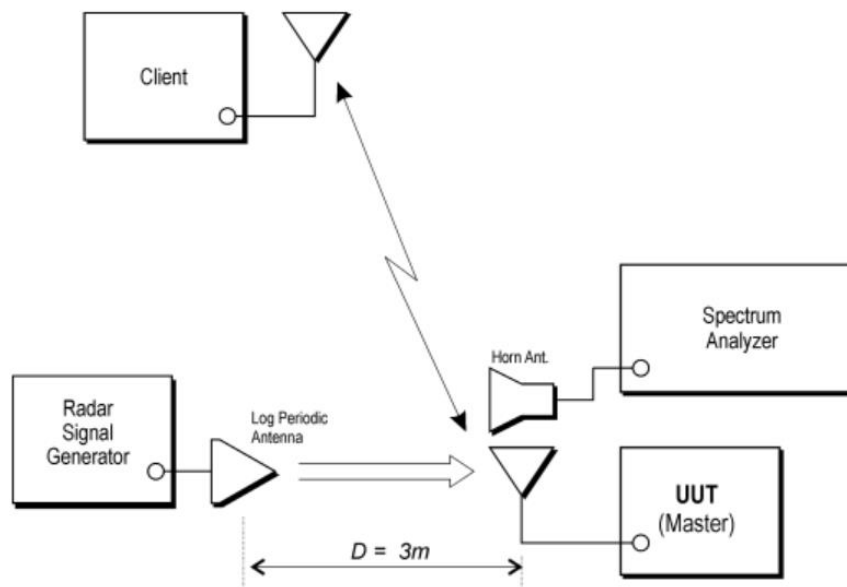 Client
Spectrum
Analyzer
Horn Ant.
Radar
Signal
Generator
Log Periodic
Antenna
UUT
(Master)
D = 3m